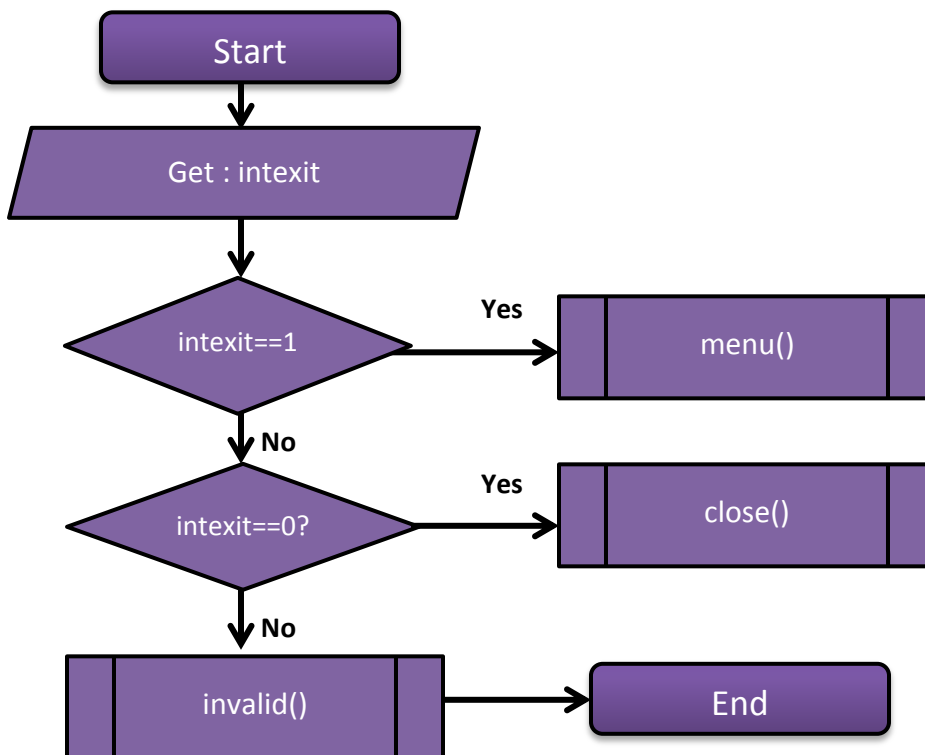 Start
Get : intexit
intexit==1
Yes
menu()
No
intexit==0?
Yes
close()
No
invalid()
End